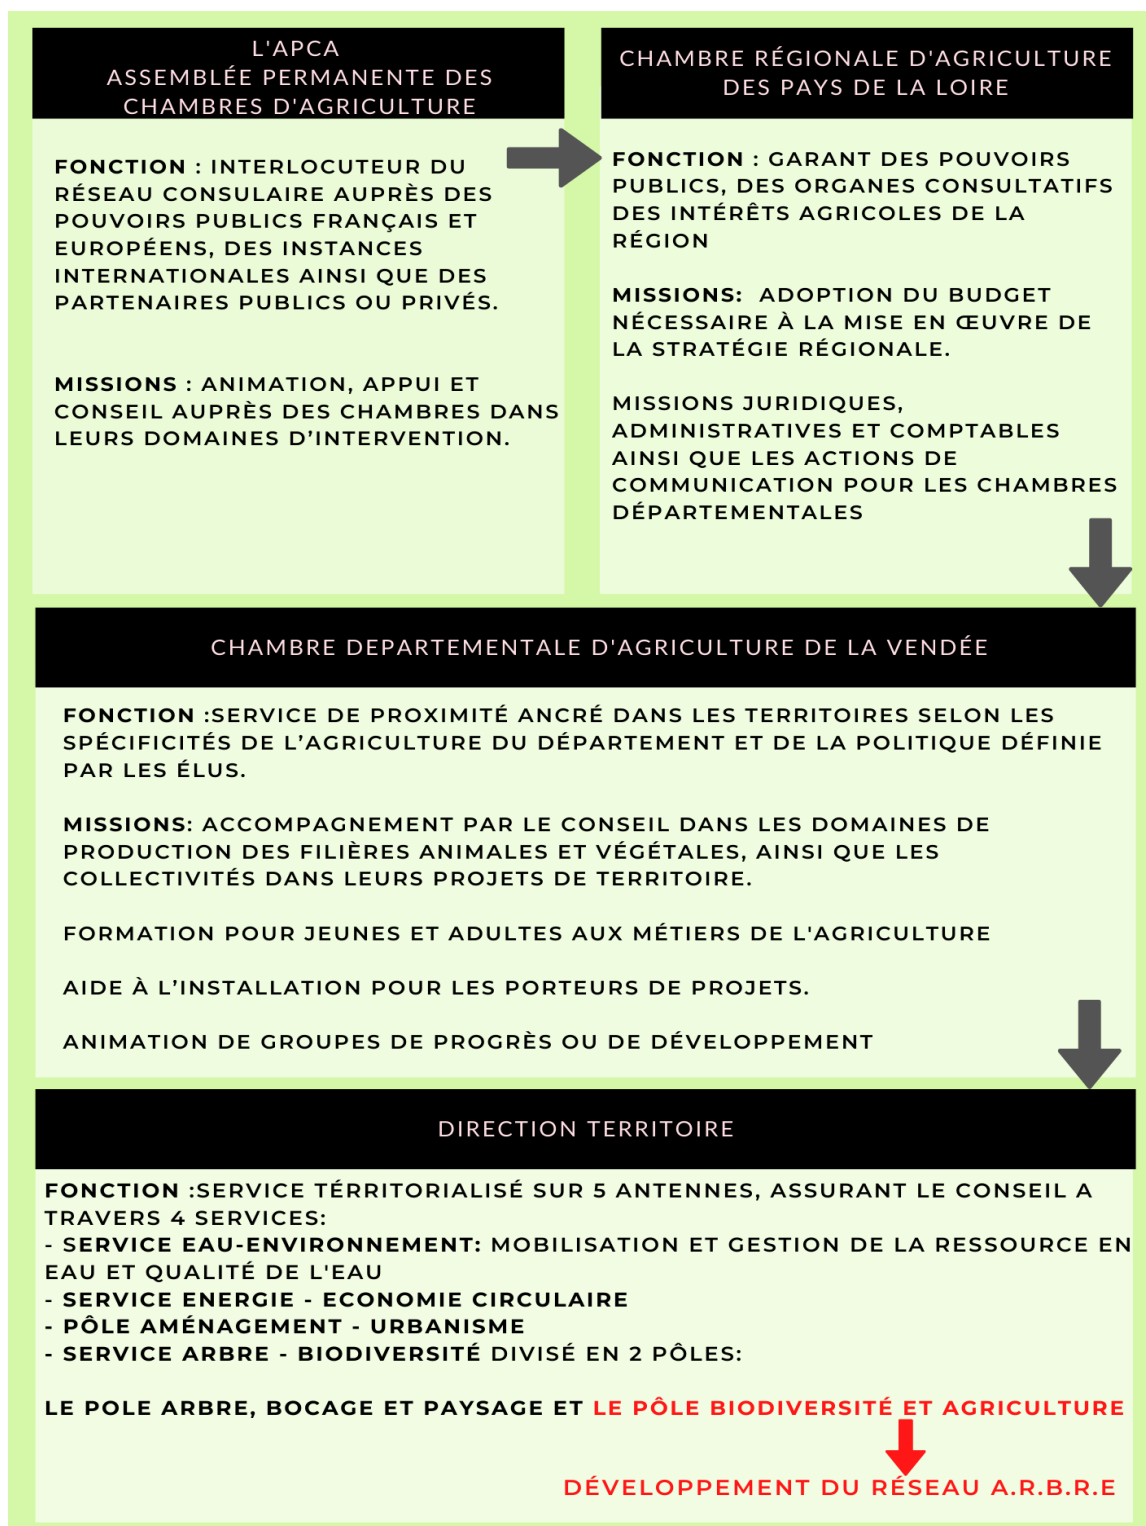 L'APCA
ASSEMBLÉE PERMANENTE DES
CHAMBRES D'AGRICULTURE
FONCTION : INTERLOCUTEUR DU
RÉSEAU CONSULAIRE AUPRÈS DES
POUVOIRS PUBLICS FRANÇAIS ET
EUROPÉENS, DES INSTANCES
INTERNATIONALES AINSI QUE DES
PARTENAIRES PUBLICS OU PRIVÉS.
MISSIONS : ANIMATION, APPUI ET
CONSEIL AUPRÈS DES CHAMBRES DANS
LEURS DOMAINES D’INTERVENTION.
CHAMBRE RÉGIONALE D'AGRICULTURE
DES PAYS DE LA LOIRE
FONCTION : GARANT DES POUVOIRS
PUBLICS, DES ORGANES CONSULTATIFS
DES INTÉRÊTS AGRICOLES DE LA
RÉGION
MISSIONS: ADOPTION DU BUDGET
NÉCESSAIRE À LA MISE EN ŒUVRE DE
LA STRATÉGIE RÉGIONALE.
MISSIONS JURIDIQUES,
ADMINISTRATIVES ET COMPTABLES
AINSI QUE LES ACTIONS DE
COMMUNICATION POUR LES CHAMBRES
DÉPARTEMENTALES
CHAMBRE DEPARTEMENTALE D'AGRICULTURE DE LA VENDÉE
FONCTION :SERVICE DE PROXIMITÉ ANCRÉ DANS LES TERRITOIRES SELON LES
SPÉCIFICITÉS DE L’AGRICULTURE DU DÉPARTEMENT ET DE LA POLITIQUE DÉFINIE
PAR LES ÉLUS.
MISSIONS: ACCOMPAGNEMENT PAR LE CONSEIL DANS LES DOMAINES DE
PRODUCTION DES FILIÈRES ANIMALES ET VÉGÉTALES, AINSI QUE LES
COLLECTIVITÉS DANS LEURS PROJETS DE TERRITOIRE.
FORMATION POUR JEUNES ET ADULTES AUX MÉTIERS DE L'AGRICULTURE
AIDE À L’INSTALLATION POUR LES PORTEURS DE PROJETS.
ANIMATION DE GROUPES DE PROGRÈS OU DE DÉVELOPPEMENT
DIRECTION TERRITOIRE
FONCTION :SERVICE TÉRRITORIALISÉ SUR 5 ANTENNES, ASSURANT LE CONSEIL A
TRAVERS 4 SERVICES:
- SERVICE EAU-ENVIRONNEMENT: MOBILISATION ET GESTION DE LA RESSOURCE EN
EAU ET QUALITÉ DE L'EAU
- SERVICE ENERGIE - ECONOMIE CIRCULAIRE
- PÔLE AMÉNAGEMENT - URBANISME
- SERVICE ARBRE - BIODIVERSITÉ DIVISÉ EN 2 PÔLES:
LE POLE ARBRE, BOCAGE ET PAYSAGE ET LE PÔLE BIODIVERSITÉ ET AGRICULTURE
DÉVELOPPEMENT DU RÉSEAU A.R.B.R.E